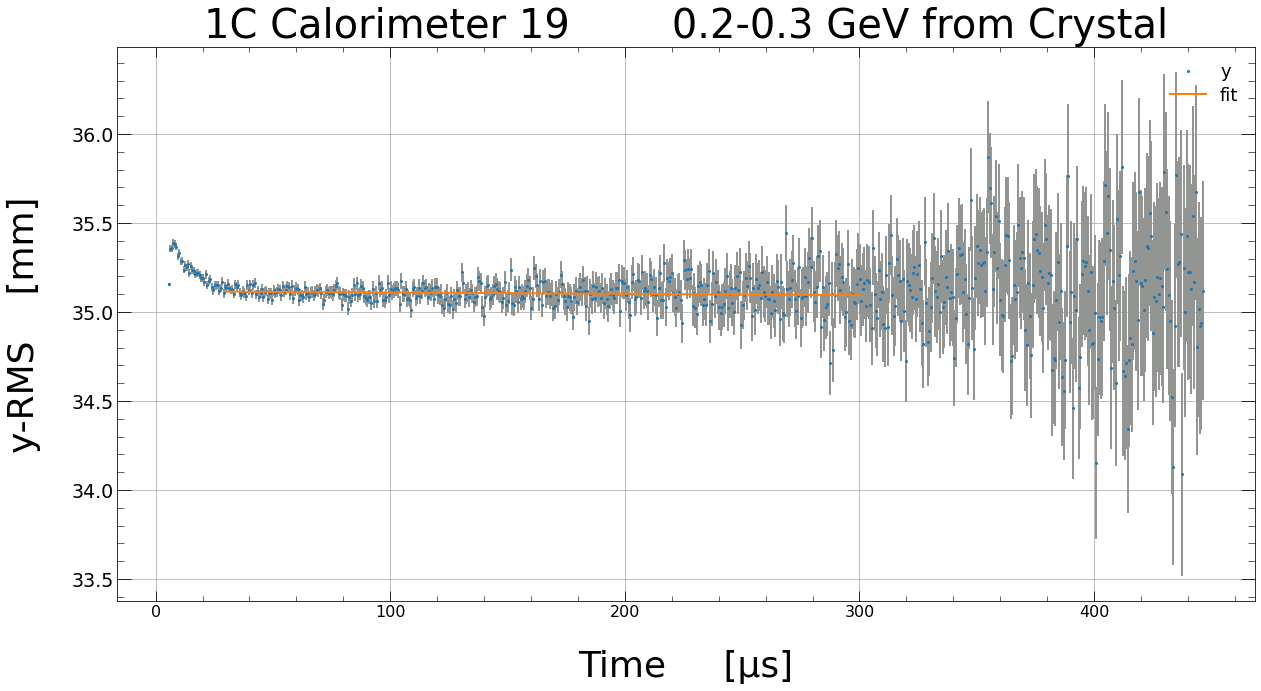 1C Calorimeter 19 0.2-0.3 GeV from Crystal
y
fit
36.0
35.5
35.0
34.5
34.0
33.5
y-RMS [mm]
0 100 200 300 400
Time [μs]